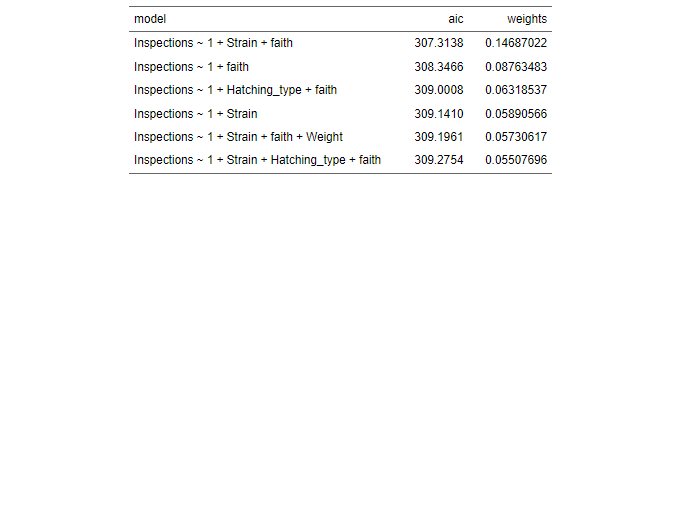 model aic weights
Inspections ~ 1 + Strain + faith 307.3138 0.14687022
Inspections ~ 1 + faith 308.3466 0.08763483
Inspections ~ 1 + Hatching_type + faith 309.0008 0.06318537
Inspections ~ 1 + Strain 309.1410 0.05890566
Inspections ~ 1 + Strain + faith + Weight 309.1961 0.05730617
Inspections ~ 1 + Strain + Hatching_type + faith 309.2754 0.05507696